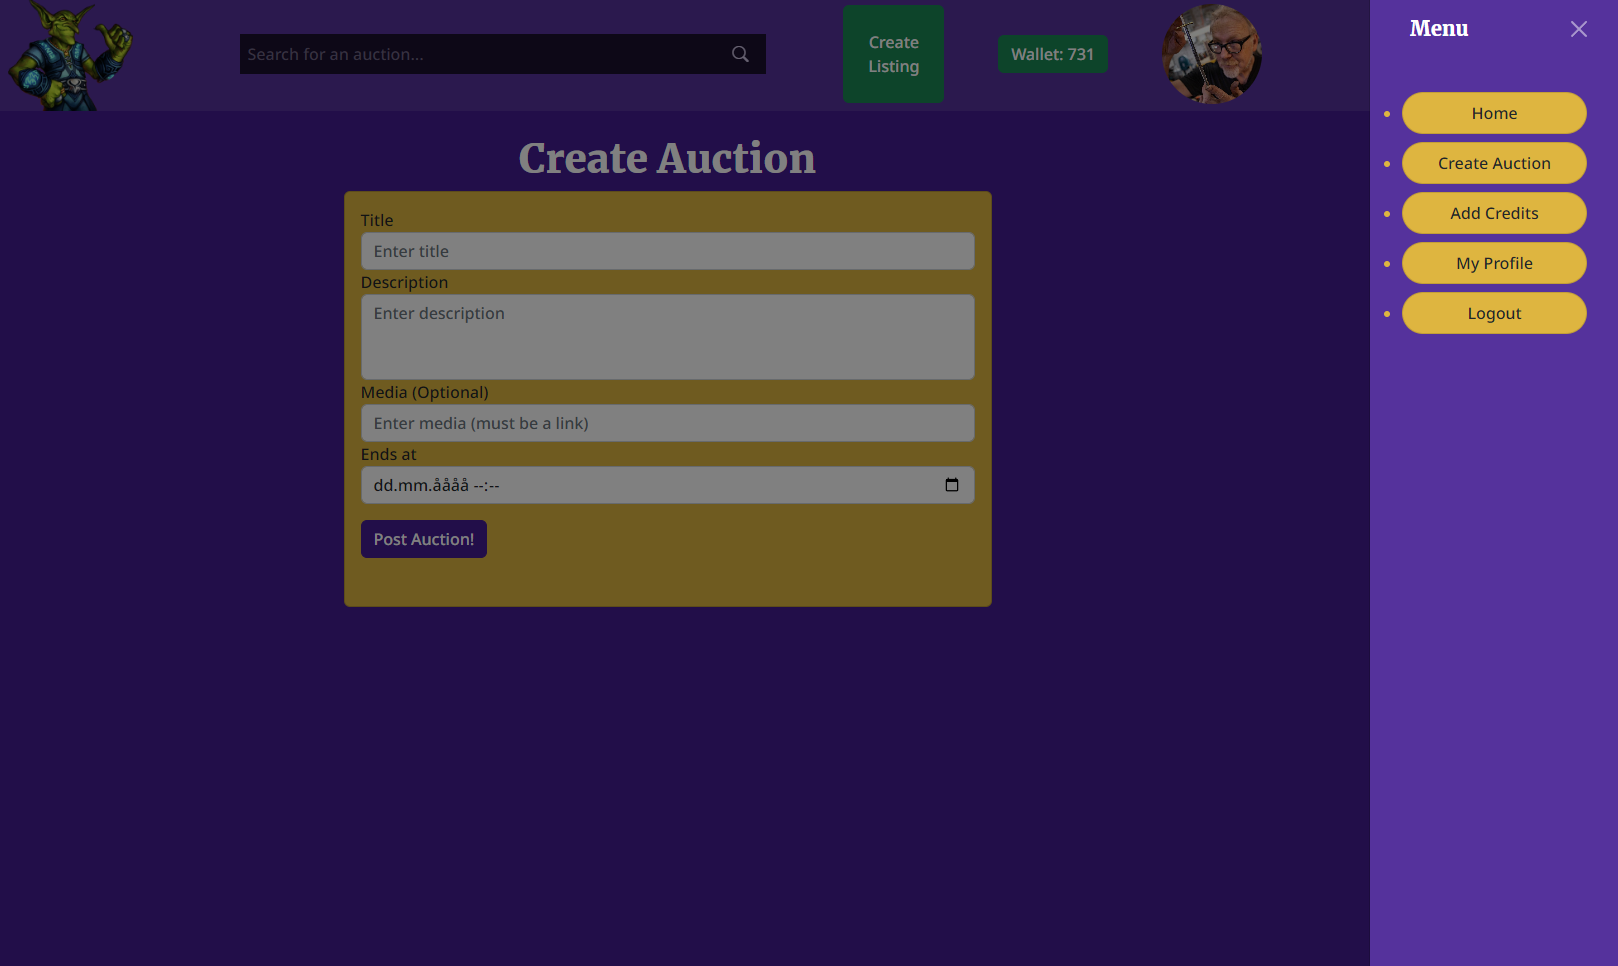 Search for an auction...
Create
Listing
Wallet: 731
Create Auction
Title
Enter title
Description
Enter description
Media (Optional)
Enter media (must be a link)
Ends at
dd.mm.åååå --:--
Post Auction!
Menu
Home
Create Auction
Add Credits
My Profile
Logout